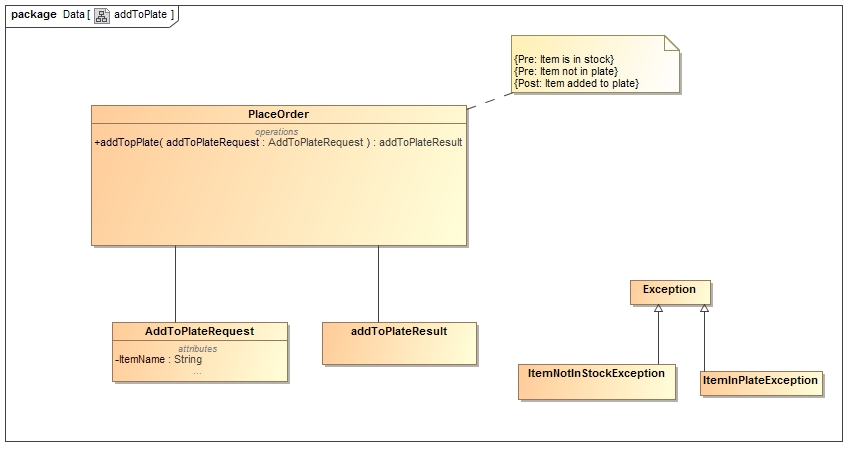 package Data [ addToPlate ]
{Pre: Item is in stock}
{Pre: Item not in plate}
{Post: Item added to plate}
PlaceOrder
operations
+addTopPlate( addToPlateRequest : AddToPlateRequest ) : addToPlateResult
Exception
AddToPlateRequest
attributes
-ItemName : String
...
addToPlateResult
ItemNotInStockException
ItemInPlateException